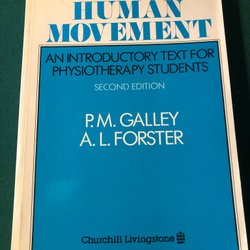 HUMAN
MOVEMENT
AN INTRODUCTORY TEXT FOR
PHYSIOTHERAPY STUDENTS
SECOND EDITION
P.M. GALLEY
A.L. FORSTER
Churchill Livingstone